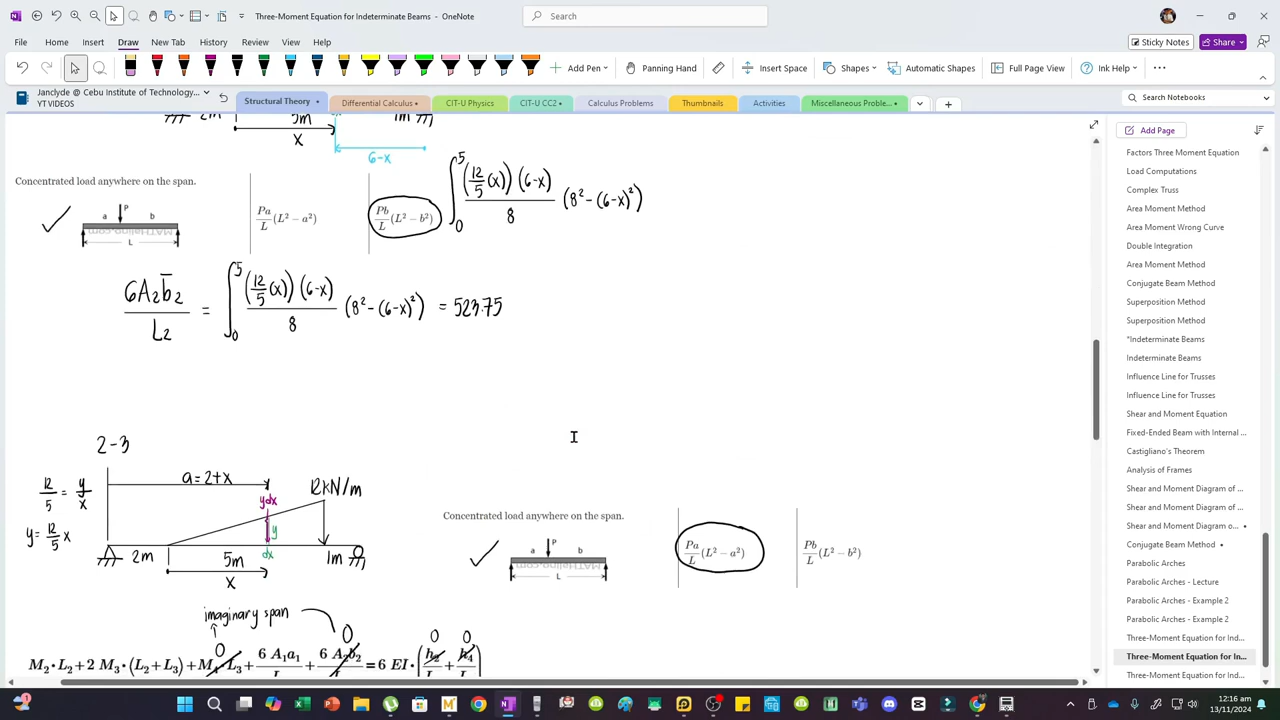 Three-Moment Equation for Indeterminate Beams - OneNote
Search
File Home Insert Draw New Tab History Review View Help
Sticky Notes Share
Add Pen Panning Hand Insert Space Shapes Automatic Shapes Full Page View Ink Help
Janclyde @ Cebu Institute of Technology...
YT VIDEOS
Structural Theory Differential Calculus CIT-U Physics CIT-U CC2 Calculus Problems Thumbnails Activities Miscellaneous Proble...
Search Notebooks
Add Page
Factors Three Moment Equation
Load Computations
Complex Truss
Area Moment Method
Area Moment Wrong Curve
Double Integration
Area Moment Method
Conjugate Beam Method
Superposition Method
Superposition Method
*Indeterminate Beams
Indeterminate Beams
Influence Line for Trusses
Influence Line for Trusses
Shear and Moment Equation
Fixed-Ended Beam with Internal ...
Castigliano's Theorem
Analysis of Frames
Shear and Moment Diagram of ...
Shear and Moment Diagram of ...
Shear and Moment Diagram o...
Conjugate Beam Method
Parabolic Arches
Parabolic Arches - Lecture
Parabolic Arches - Example 2
Parabolic Arches - Example 2
Three-Moment Equation for Ind...
Three-Moment Equation for In...
Three-Moment Equation for Ind...
2m 5m 1m
x
6-x
Concentrated load anywhere on the span.
a P b
L
Pa/L (L² − a²)
Pb/L (L² − b²)
∫₀⁵ (12/5 (x)) (6-x) / 8 (8² - (6-x)²)
6A₂b̅₂ / L₂ = ∫₀⁵ (12/5 (x)) (6-x) / 8 (8² - (6-x)²) = 523.75
2-3
a = 2+x
12/5 = y/x
y = 12/5 x
ydx
12kN/m
y
dx
2m 5m 1m
x
Concentrated load anywhere on the span.
a P b
L
Pa/L (L² − a²)
Pb/L (L² − b²)
imaginary span
0 0 0 0
M₂·L₂+2 M₃·(L₂+L₃)+M₄·L₃+ 6 A₁a₁/L + 6 A₂b₂/L =6 EI·(h₂/L + h₄/L)
12:16 am
13/11/2024